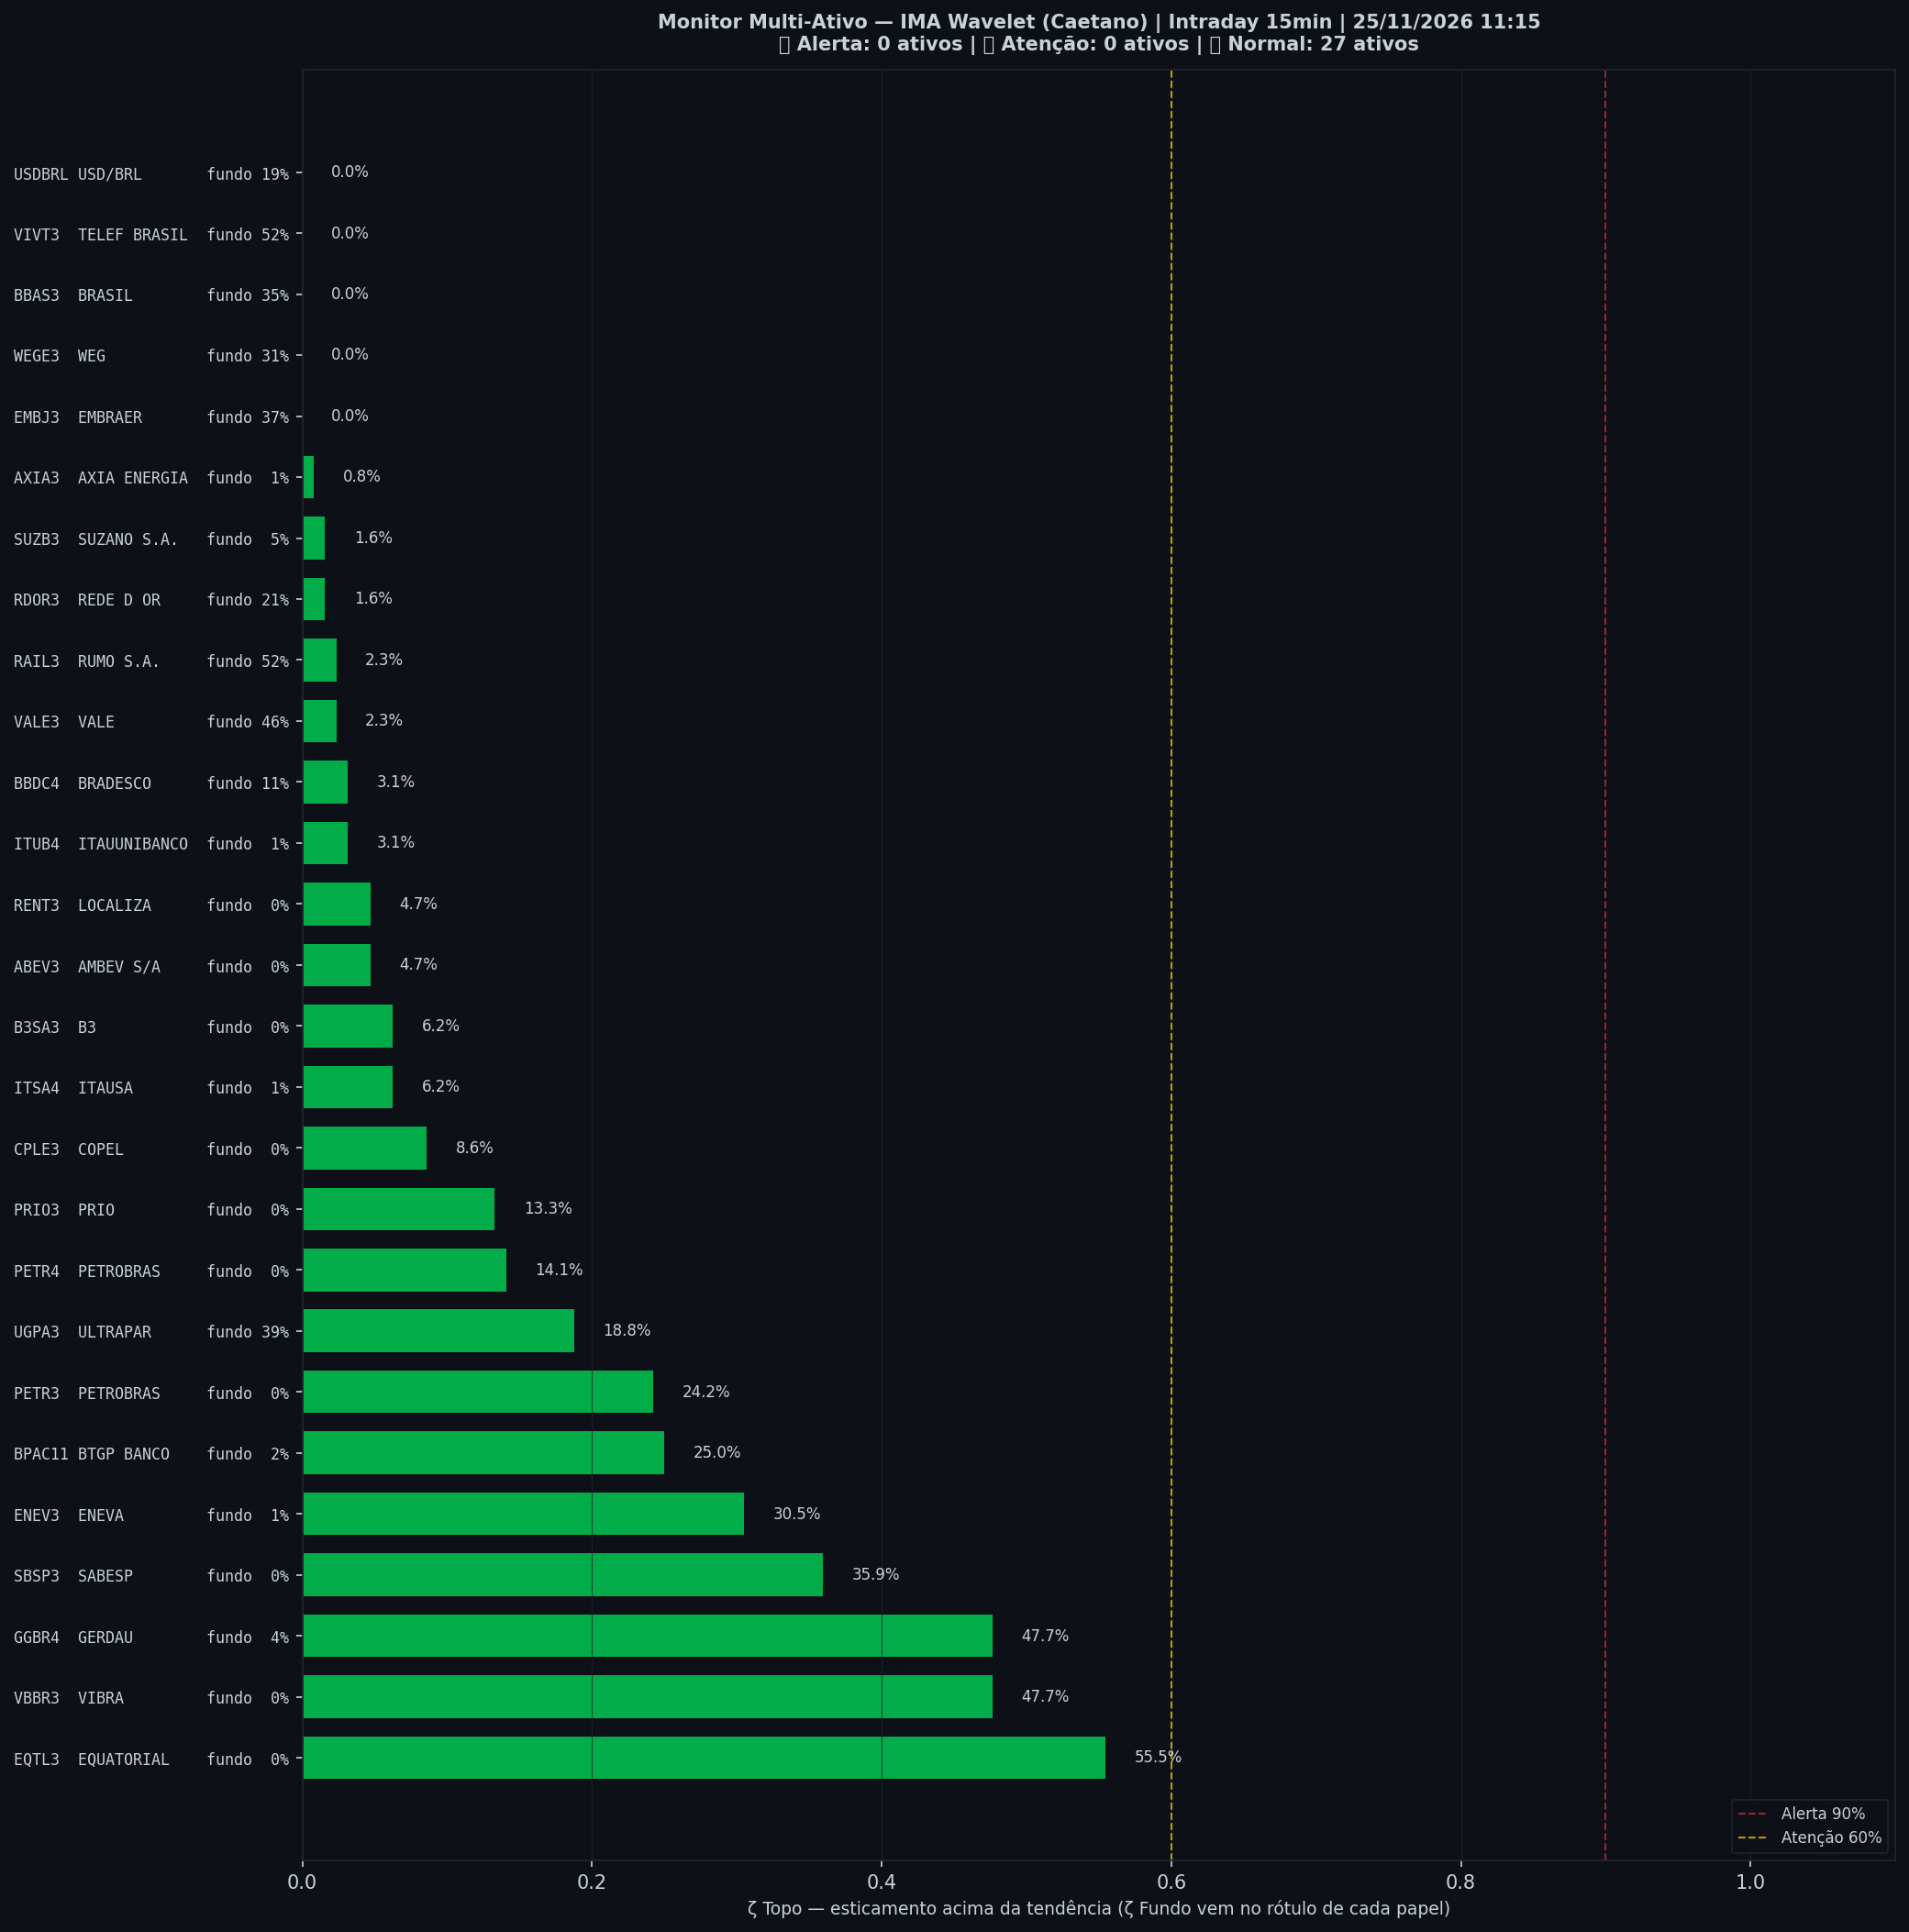 Monitor Multi-Ativo — IMA Wavelet (Caetano) | Intraday 15min | 25/11/2026 11:15
▯ Alerta: 0 ativos | ▯ Atenção: 0 ativos | ▯ Normal: 27 ativos
USDBRL USD/BRL fundo 19% 0.0%
VIVT3 TELEF BRASIL fundo 52% 0.0%
BBAS3 BRASIL fundo 35% 0.0%
WEGE3 WEG fundo 31% 0.0%
EMBJ3 EMBRAER fundo 37% 0.0%
AXIA3 AXIA ENERGIA fundo 1% 0.8%
SUZB3 SUZANO S.A. fundo 5% 1.6%
RDOR3 REDE D OR fundo 21% 1.6%
RAIL3 RUMO S.A. fundo 52% 2.3%
VALE3 VALE fundo 46% 2.3%
BBDC4 BRADESCO fundo 11% 3.1%
ITUB4 ITAUUNIBANCO fundo 1% 3.1%
RENT3 LOCALIZA fundo 0% 4.7%
ABEV3 AMBEV S/A fundo 0% 4.7%
B3SA3 B3 fundo 0% 6.2%
ITSA4 ITAUSA fundo 1% 6.2%
CPLE3 COPEL fundo 0% 8.6%
PRIO3 PRIO fundo 0% 13.3%
PETR4 PETROBRAS fundo 0% 14.1%
UGPA3 ULTRAPAR fundo 39% 18.8%
PETR3 PETROBRAS fundo 0% 24.2%
BPAC11 BTGP BANCO fundo 2% 25.0%
ENEV3 ENEVA fundo 1% 30.5%
SBSP3 SABESP fundo 0% 35.9%
GGBR4 GERDAU fundo 4% 47.7%
VBBR3 VIBRA fundo 0% 47.7%
EQTL3 EQUATORIAL fundo 0% 55.5%
Alerta 90%
Atenção 60%
0.0 0.2 0.4 0.6 0.8 1.0
ζ Topo — esticamento acima da tendência (ζ Fundo vem no rótulo de cada papel)